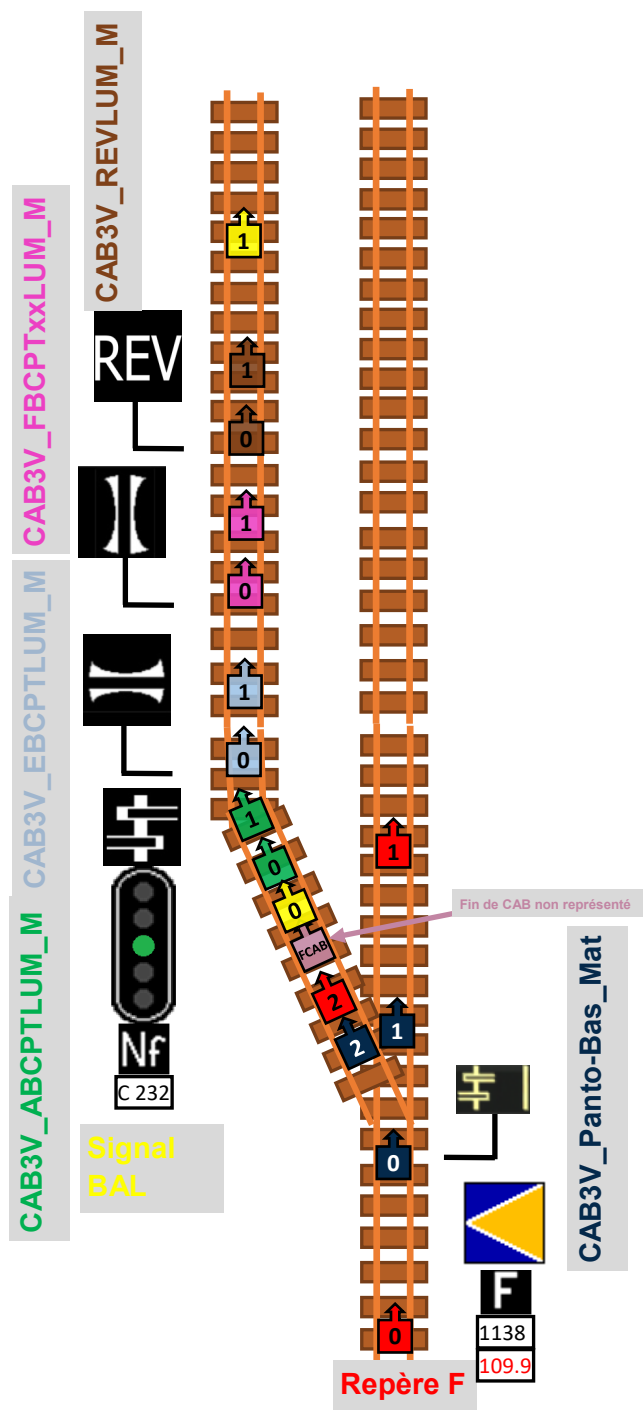 CAB3V_REVLUM_M
CAB3V_FBCPTxxLUM_M
CAB3V_EBCPTLUM_M
CAB3V_ABCPTLUM_M
REV
1
1
0
1
0
1
0
1
0
0
FCAB
2
2
1
1
0
0
Fin de CAB non représenté
Nf
C 232
Signal
BAL
CAB3V_Panto-Bas_Mat
F
1138
109.9
Repère F